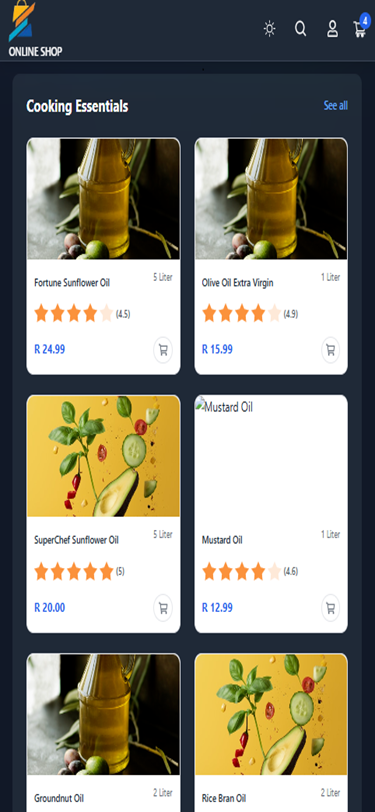 4
ONLINE SHOP
Cooking Essentials
See all
Fortune Sunflower Oil
5 Liter
(4.5)
R 24.99
Olive Oil Extra Virgin
1 Liter
(4.9)
R 15.99
SuperChef Sunflower Oil
5 Liter
(5)
R 20.00
Mustard Oil
Mustard Oil
1 Liter
(4.6)
R 12.99
Groundnut Oil
2 Liter
Rice Bran Oil
2 Liter